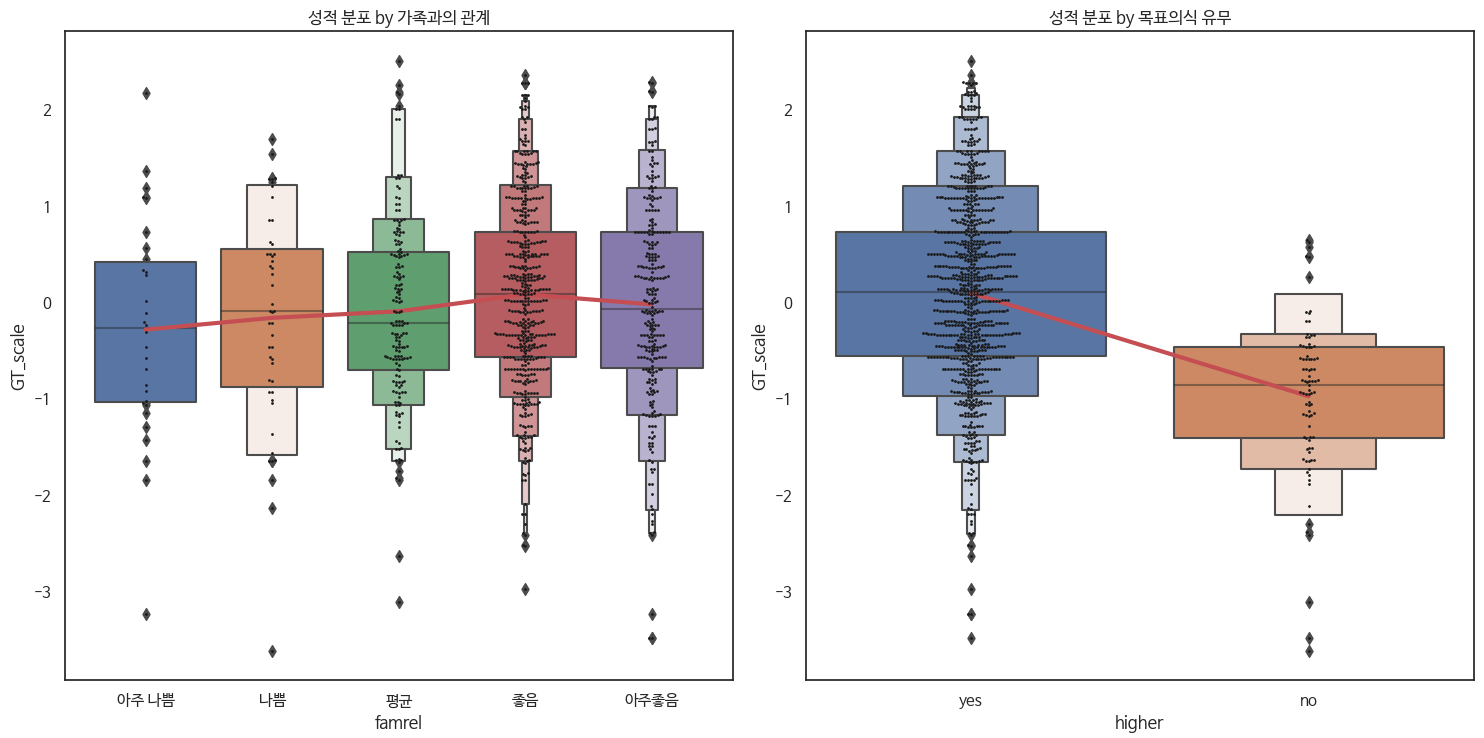 성적 분포 by 가족과의 관계
GT_scale
2
1
0
−1
−2
−3
아주 나쁨 나쁨 평균 좋음 아주좋음
famrel
성적 분포 by 목표의식 유무
GT_scale
2
1
0
−1
−2
−3
yes no
higher